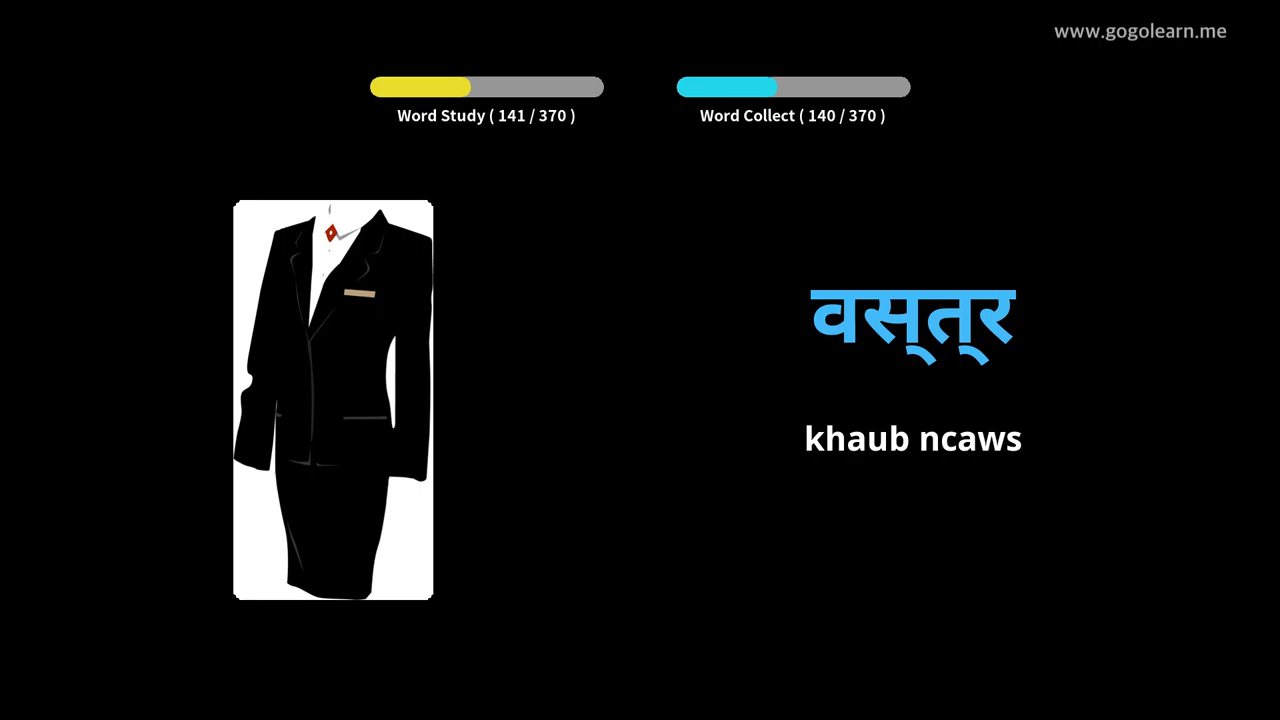 www.gogolearn.me
Word Study ( 141 / 370 )
Word Collect ( 140 / 370 )
वस्त्र
khaub ncaws